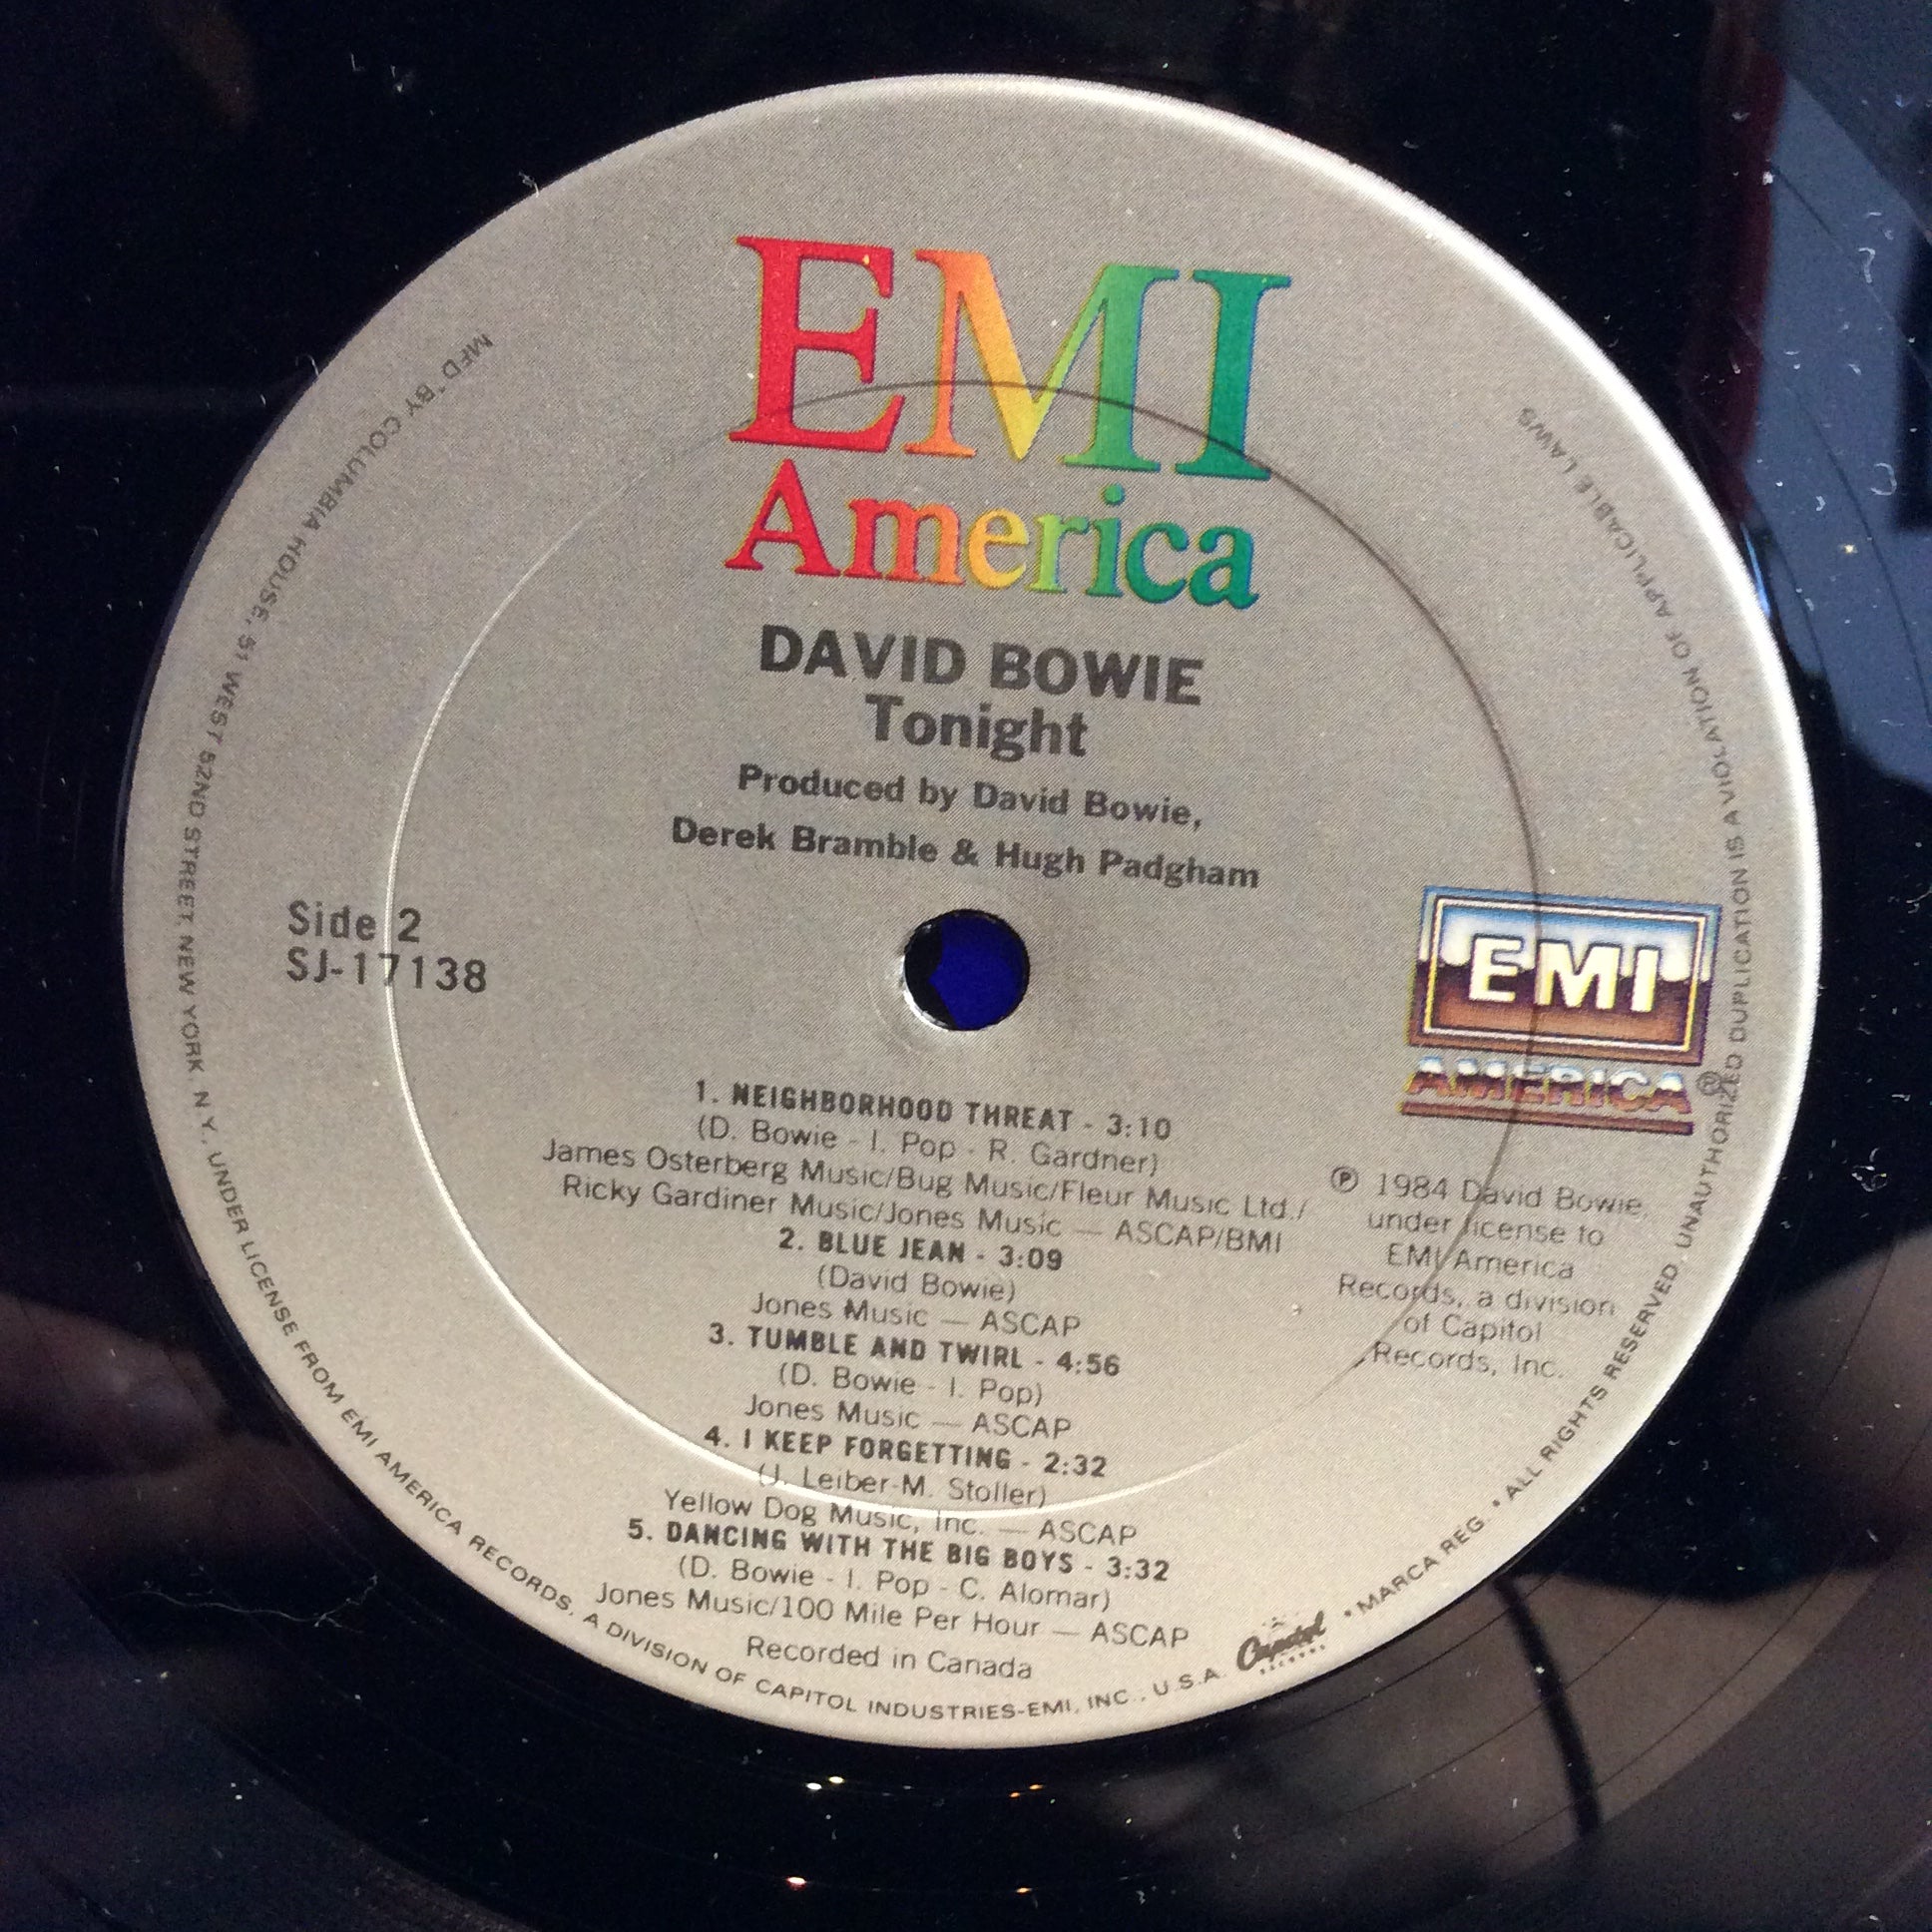 EMI
America
DAVID BOWIE
Tonight
Produced by David Bowie,
Derek Bramble & Hugh Padgham
Side 2
SJ-17138
EMI
AMERICA®
1. NEIGHBORHOOD THREAT - 3:10
(D. Bowie - I. Pop - R. Gardner)
James Osterberg Music/Bug Music/Fleur Music Ltd./
Ricky Gardiner Music/Jones Music — ASCAP/BMI
2. BLUE JEAN - 3:09
(David Bowie)
Jones Music — ASCAP
3. TUMBLE AND TWIRL - 4:56
(D. Bowie - I. Pop)
Jones Music — ASCAP
4. I KEEP FORGETTING - 2:32
(J. Leiber-M. Stoller)
Yellow Dog Music, Inc. — ASCAP
5. DANCING WITH THE BIG BOYS - 3:32
(D. Bowie - I. Pop - C. Alomar)
Jones Music/100 Mile Per Hour — ASCAP
Recorded in Canada
℗ 1984 David Bowie,
under license to
EMI America
Records, a division
of Capitol
Records, Inc.
MFD. BY COLUMBIA HOUSE, 51 WEST 52ND STREET, NEW YORK, N.Y., UNDER LICENSE FROM EMI AMERICA RECORDS, A DIVISION OF CAPITOL INDUSTRIES-EMI, INC., U.S.A. Capitol RECORDS • MARCA REG. • ALL RIGHTS RESERVED. UNAUTHORIZED DUPLICATION IS A VIOLATION OF APPLICABLE LAWS